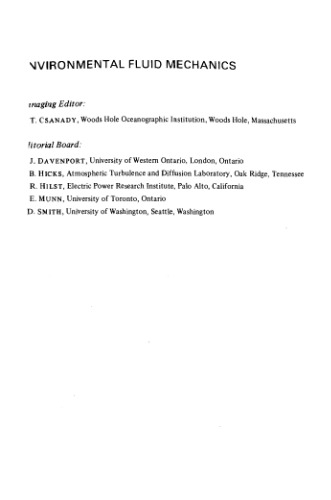 NVIRONMENTAL FLUID MECHANICS
naging Editor:
T. CSANADY, Woods Hole Oceanographic Institution, Woods Hole, Massachusetts
litorial Board:
J. DAVENPORT, University of Western Ontario, London, Ontario
B. HICKS, Atmospheric Turbulence and Diffusion Laboratory, Oak Ridge, Tennessee
R. HILST, Electric Power Research Institute, Palo Alto, California
E. MUNN, University of Toronto, Ontario
D. SMITH, University of Washington, Seattle, Washington